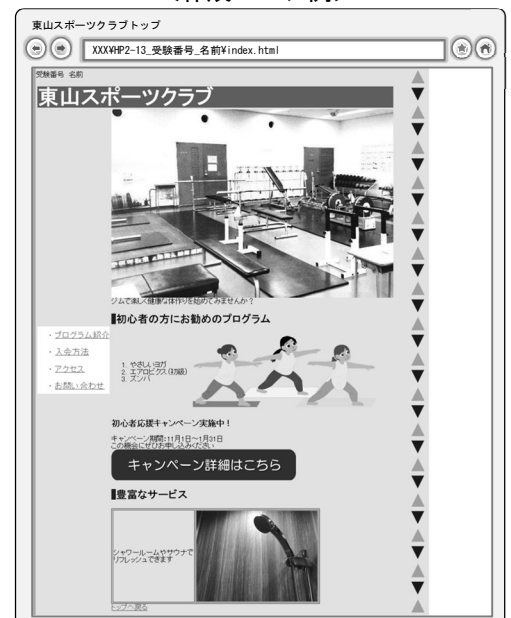 東山スポーツクラブトップ
XXX¥HP2-13_受験番号_名前¥index.html
受験番号 名前
東山スポーツクラブ
ジムで楽しく健康な体作りを始めてみませんか？
初心者の方にお勧めのプログラム
・プログラム紹介
・入会方法
・アクセス
・お問い合わせ
1. やさしいヨガ
2. エアロビクス(初級)
3. ズンバ
初心者応援キャンペーン実施中！
キャンペーン期間:11月1日～1月31日
この機会にぜひお申し込みください
キャンペーン詳細はこちら
豊富なサービス
シャワールームやサウナで
リフレッシュできます
トップへ戻る